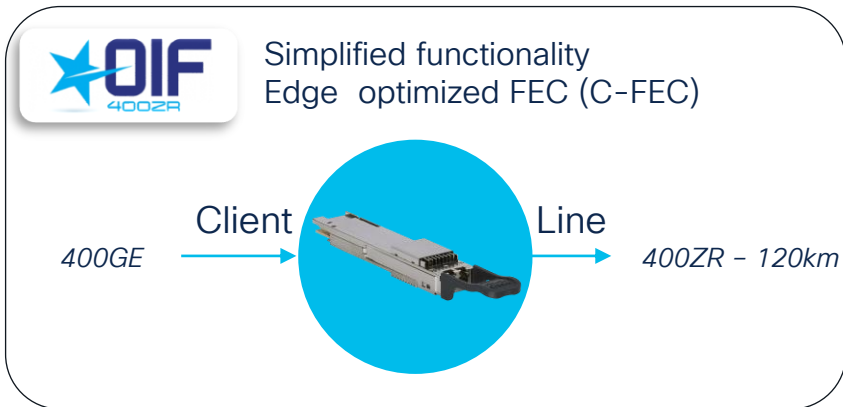 OIF
400ZR
Simplified functionality
Edge optimized FEC (C-FEC)
Client
Line
400GE
400ZR - 120km